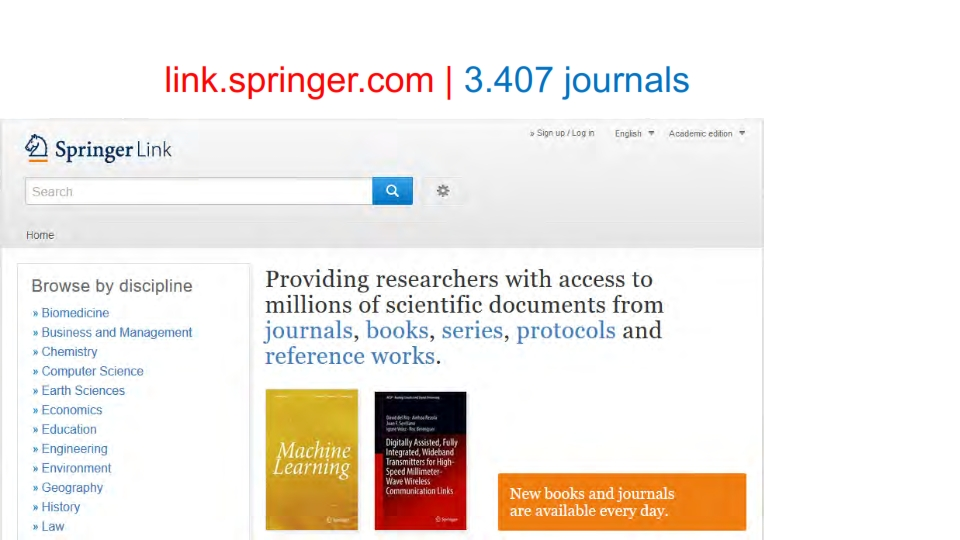 link.springer.com | 3.407 journals
» Sign up / Log in English Academic edition
Springer Link
Search
Home
Browse by discipline
» Biomedicine
» Business and Management
» Chemistry
» Computer Science
» Earth Sciences
» Economics
» Education
» Engineering
» Environment
» Geography
» History
» Law
Providing researchers with access to
millions of scientific documents from
journals, books, series, protocols and
reference works.
Machine
Learning
Springer
Digitally Assisted, Fully
Integrated, Wideband
Transmitters for High-
Speed Millimeter-
Wave Wireless
Communication Links
Springer
New books and journals
are available every day.